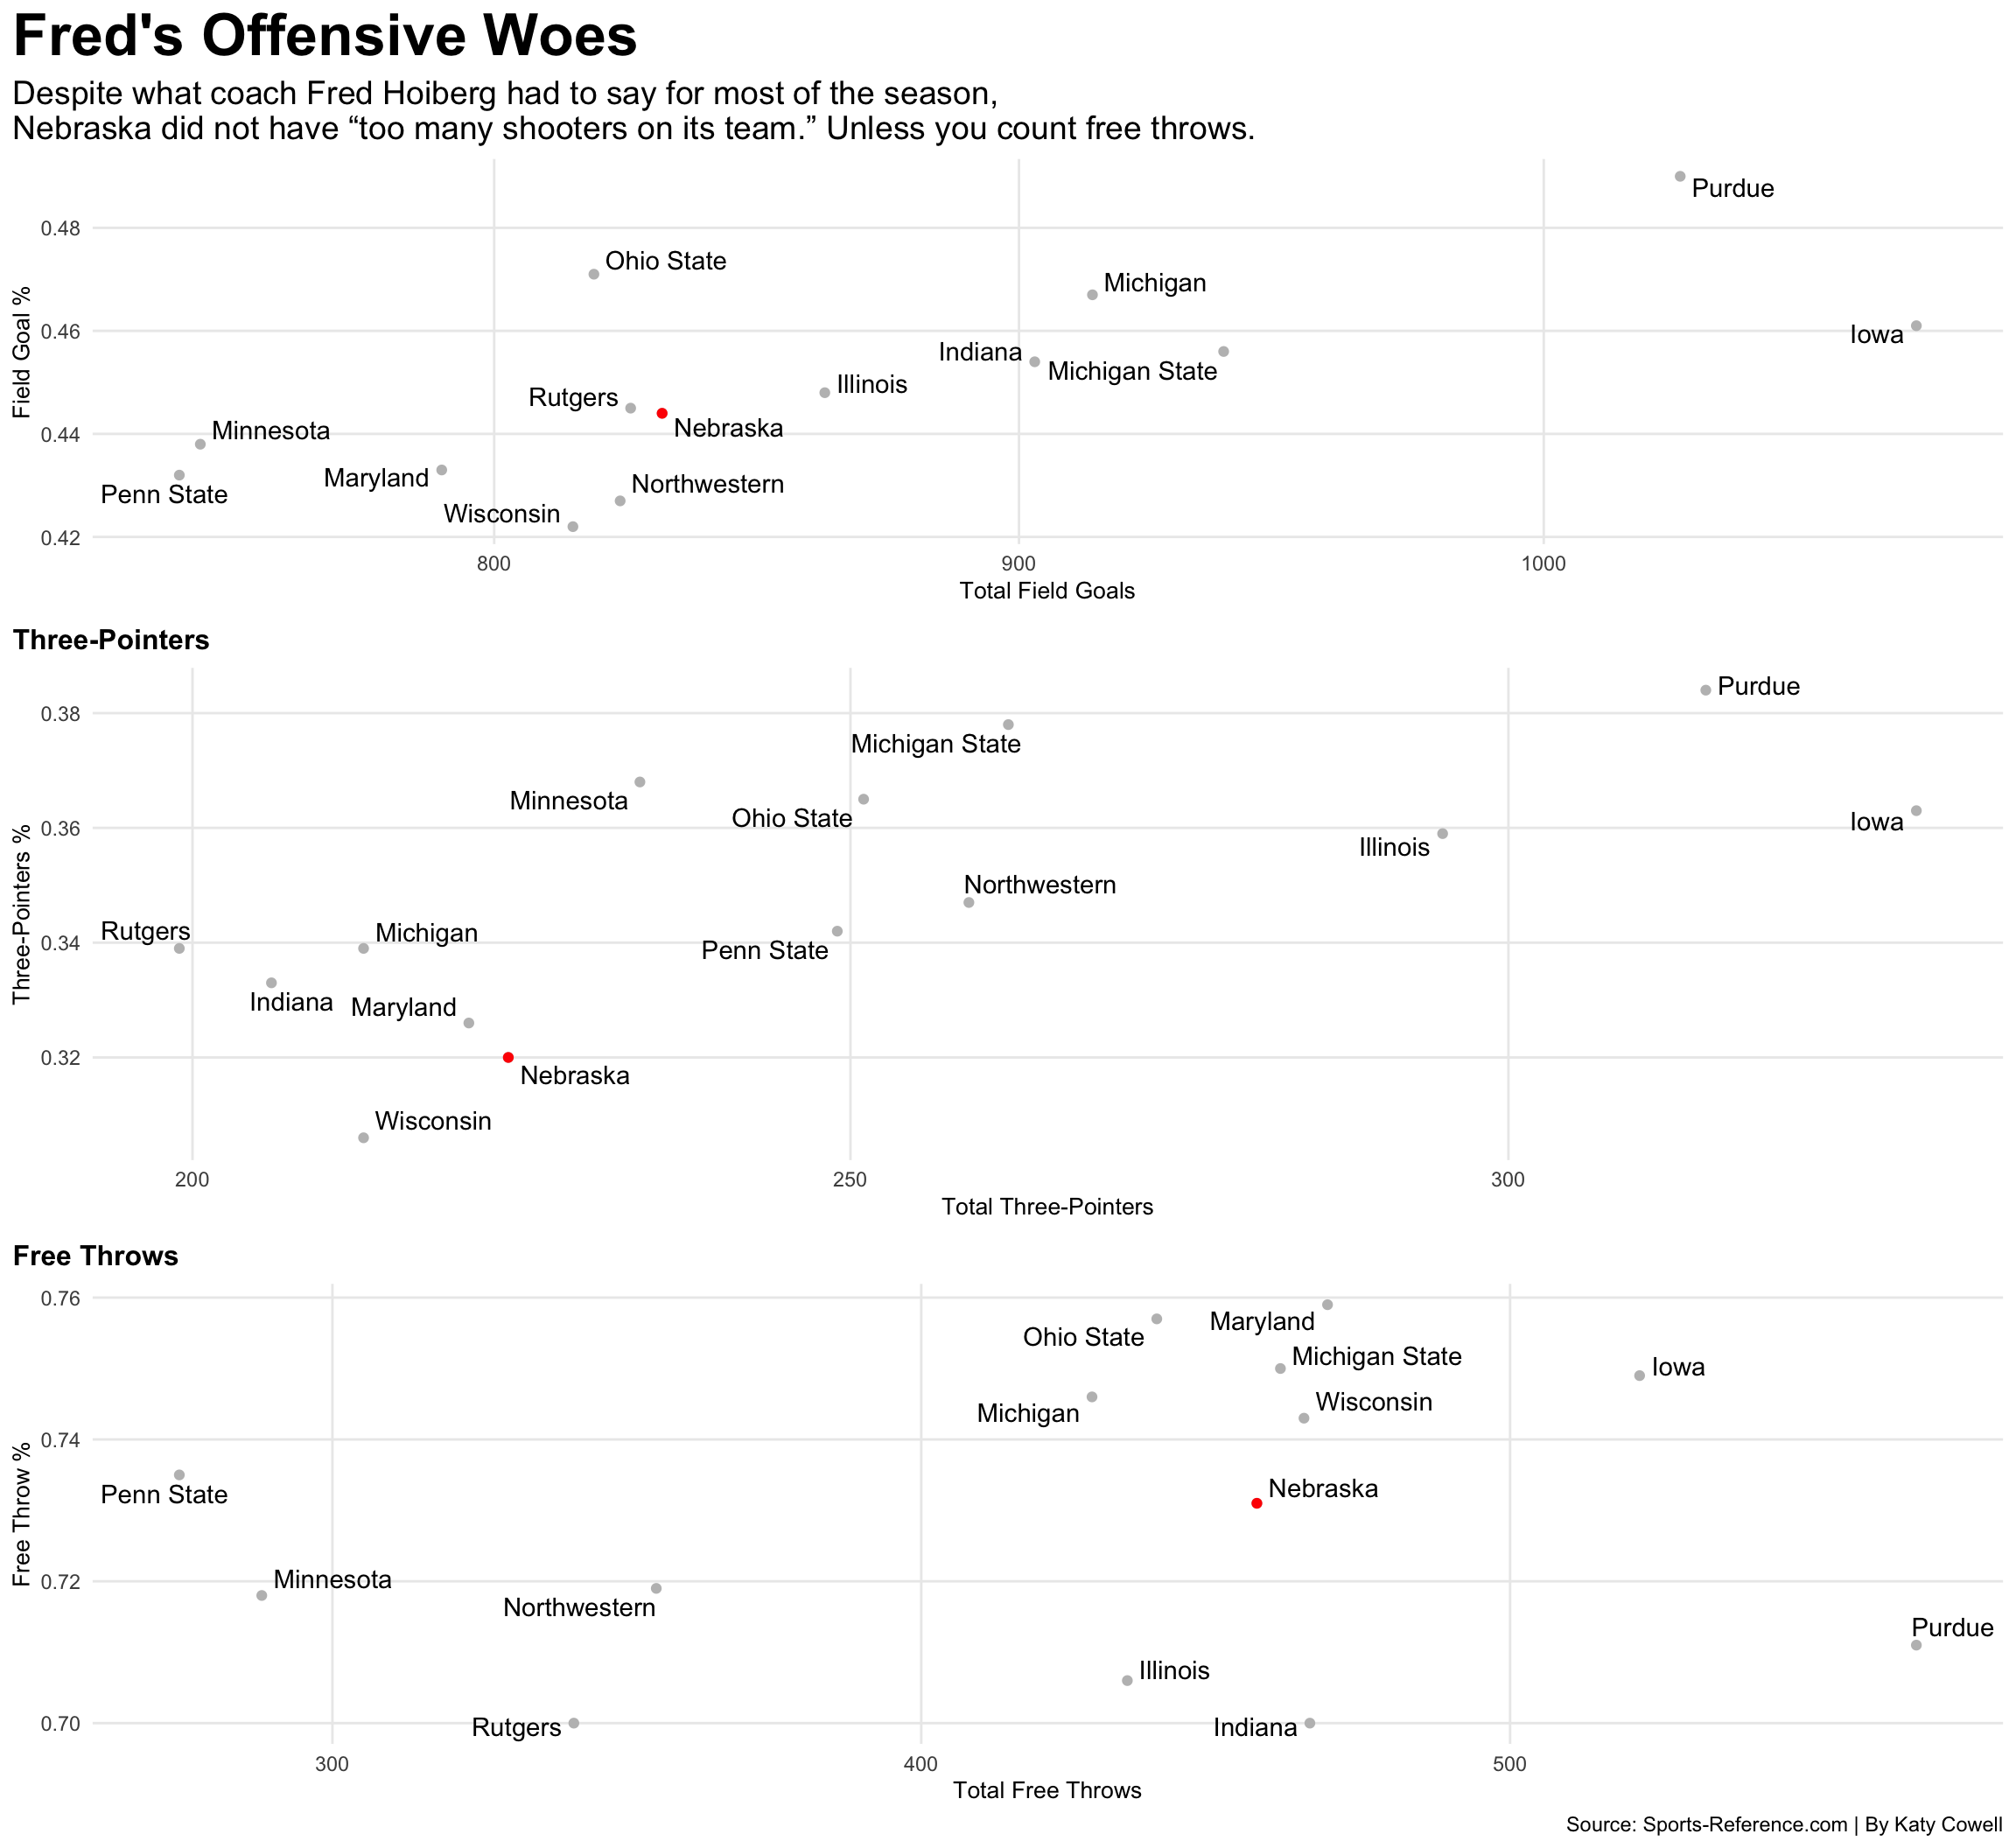 Fred's Offensive Woes
Despite what coach Fred Hoiberg had to say for most of the season,
Nebraska did not have “too many shooters on its team.” Unless you count free throws.
Field Goal %
0.48
0.46
0.44
0.42
Purdue
Ohio State
Michigan
Iowa
Indiana
Michigan State
Illinois
Rutgers
Nebraska
Minnesota
Maryland
Penn State
Northwestern
Wisconsin
800
900
1000
Total Field Goals
Three-Pointers
Three-Pointers %
0.38
0.36
0.34
0.32
Purdue
Michigan State
Minnesota
Ohio State
Iowa
Illinois
Northwestern
Rutgers
Michigan
Penn State
Indiana
Maryland
Nebraska
Wisconsin
200
250
300
Total Three-Pointers
Free Throws
Free Throw %
0.76
0.74
0.72
0.70
Maryland
Ohio State
Michigan State
Iowa
Wisconsin
Michigan
Nebraska
Penn State
Minnesota
Northwestern
Purdue
Illinois
Rutgers
Indiana
300
400
500
Total Free Throws
Source: Sports-Reference.com | By Katy Cowell